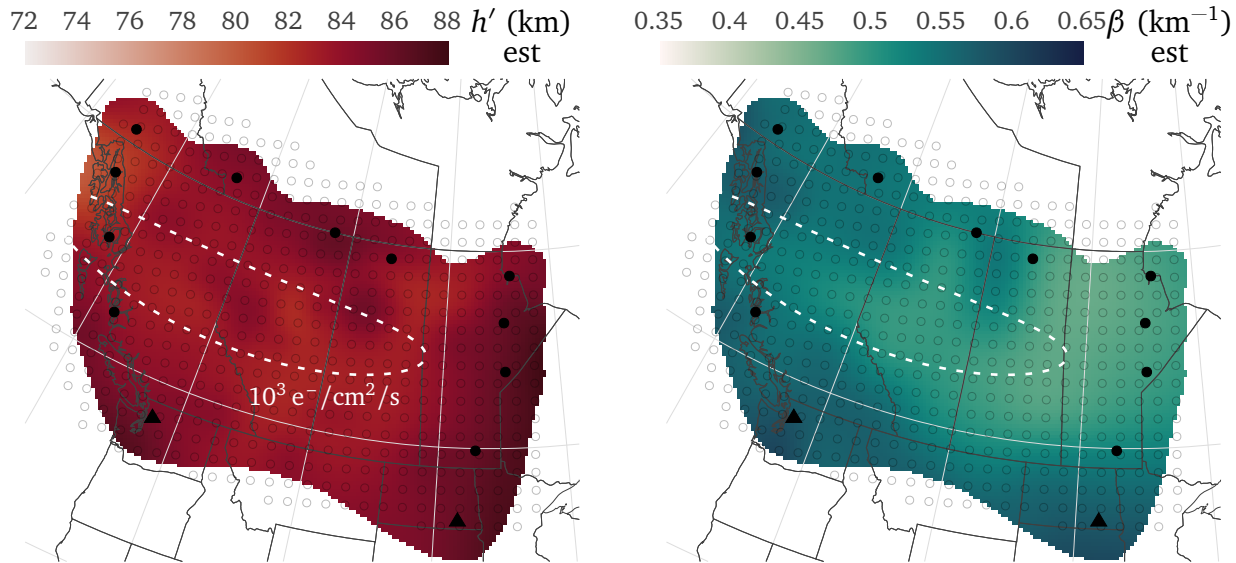 72 74 76 78 80 82 84 86 88 h′ (km)
est
0.35 0.4 0.45 0.5 0.55 0.6 0.65 β (km⁻¹)
est
10³ e⁻/cm²/s